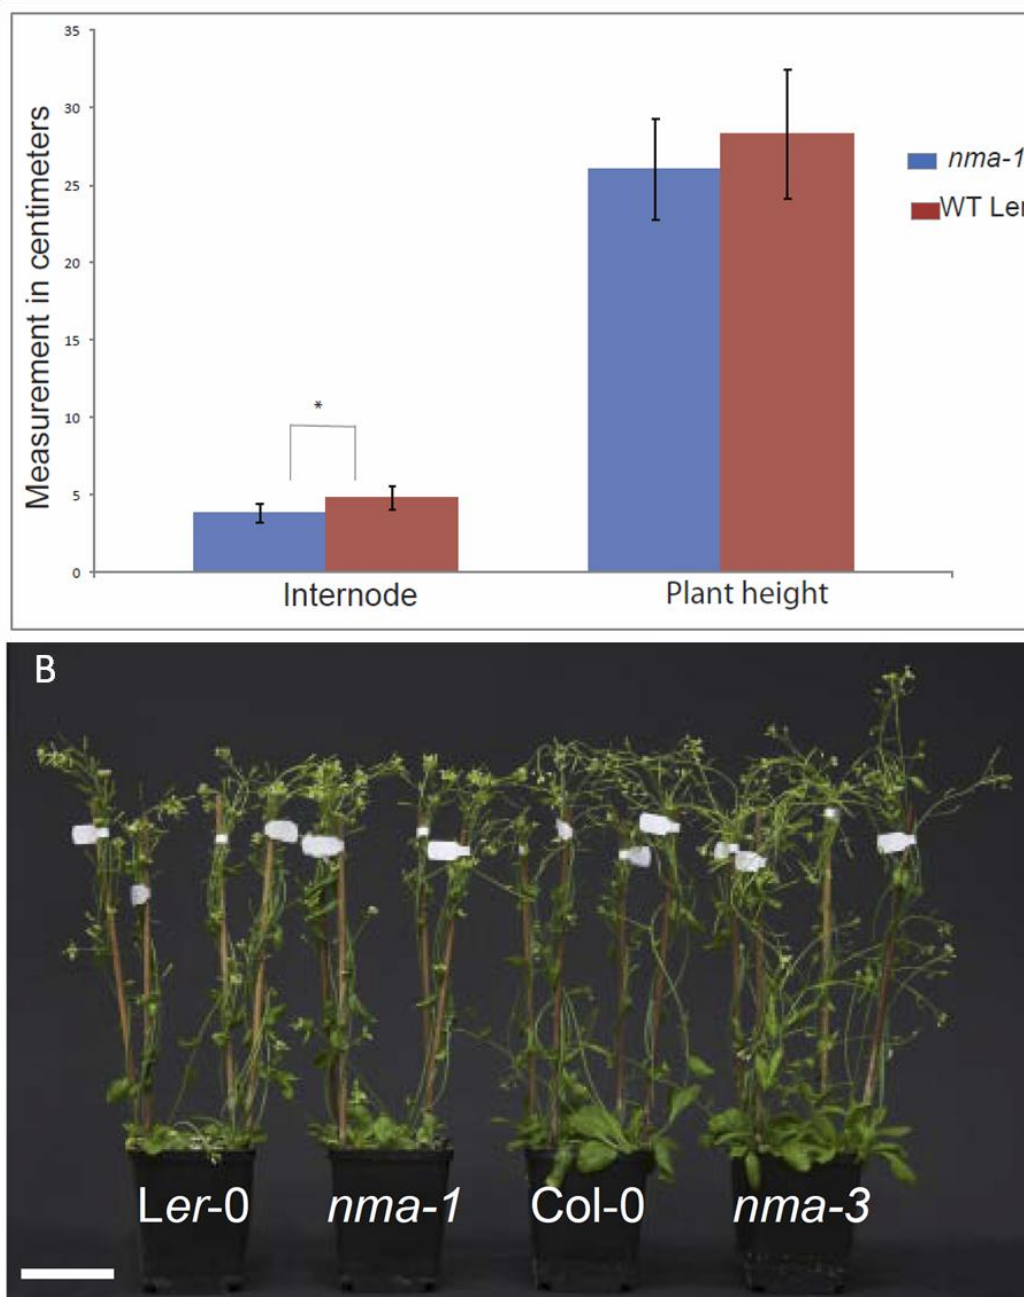 Measurement in centimeters
35
30
25
20
15
10
5
0
*
Internode
Plant height
nma-1
WT Ler
B
Ler-0
nma-1
Col-0
nma-3